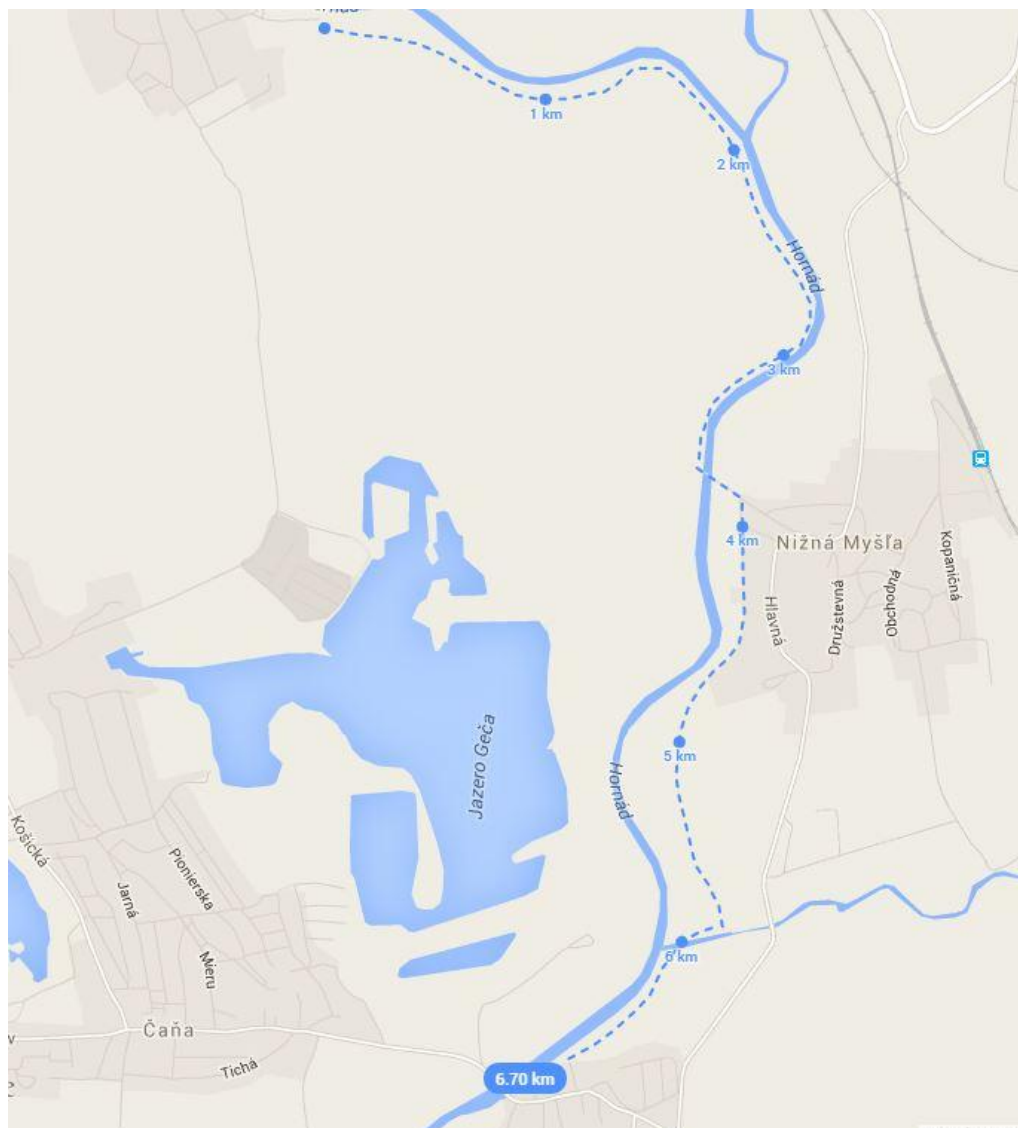 1 km
2 km
Hornád
3 km
4 km
Nižná Myšľa
Kopaničná
Obchodná
Družstevná
Hlavná
Jazero Geča
5 km
Hornád
Košická
Pionierska
Jarná
Mieru
6 km
Čaňa
Tichá
6.70 km